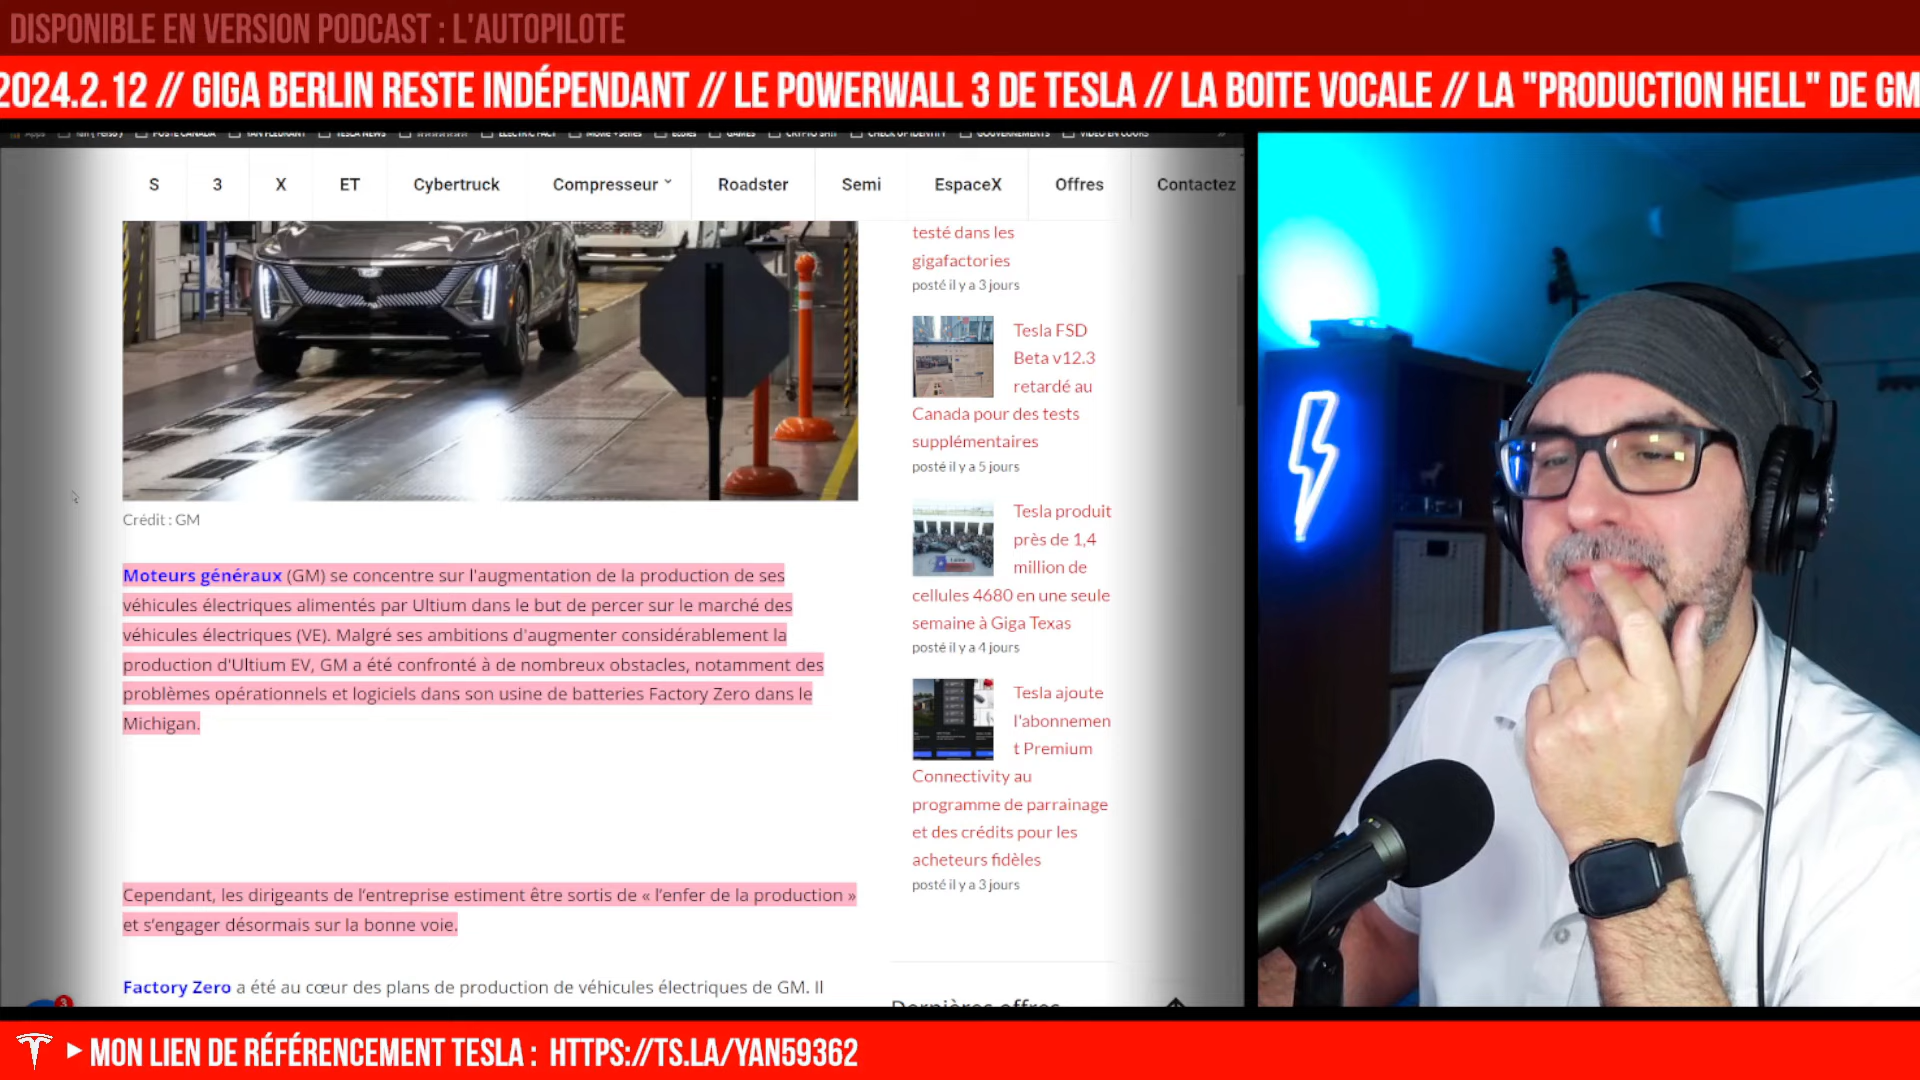 DISPONIBLE EN VERSION PODCAST : L'AUTOPILOTE
2024.2.12 // GIGA BERLIN RESTE INDÉPENDANT // LE POWERWALL 3 DE TESLA // LA BOITE VOCALE // LA "PRODUCTION HELL" DE GM
S
3
X
ET
Cybertruck
Compresseur
Roadster
Semi
EspaceX
Offres
Contactez
Crédit : GM
Moteurs généraux (GM) se concentre sur l'augmentation de la production de ses
véhicules électriques alimentés par Ultium dans le but de percer sur le marché des
véhicules électriques (VE). Malgré ses ambitions d'augmenter considérablement la
production d'Ultium EV, GM a été confronté à de nombreux obstacles, notamment des
problèmes opérationnels et logiciels dans son usine de batteries Factory Zero dans le
Michigan.
Cependant, les dirigeants de l'entreprise estiment être sortis de « l'enfer de la production »
et s'engager désormais sur la bonne voie.
Factory Zero a été au cœur des plans de production de véhicules électriques de GM. Il
testé dans les
gigafactories
posté il y a 3 jours
Tesla FSD
Beta v12.3
retardé au
Canada pour des tests
supplémentaires
posté il y a 5 jours
Tesla produit
près de 1,4
million de
cellules 4680 en une seule
semaine à Giga Texas
posté il y a 4 jours
Tesla ajoute
l'abonnemen
t Premium
Connectivity au
programme de parrainage
et des crédits pour les
acheteurs fidèles
posté il y a 3 jours
Dernières offres
3
MON LIEN DE RÉFÉRENCEMENT TESLA : HTTPS://TS.LA/YAN59362